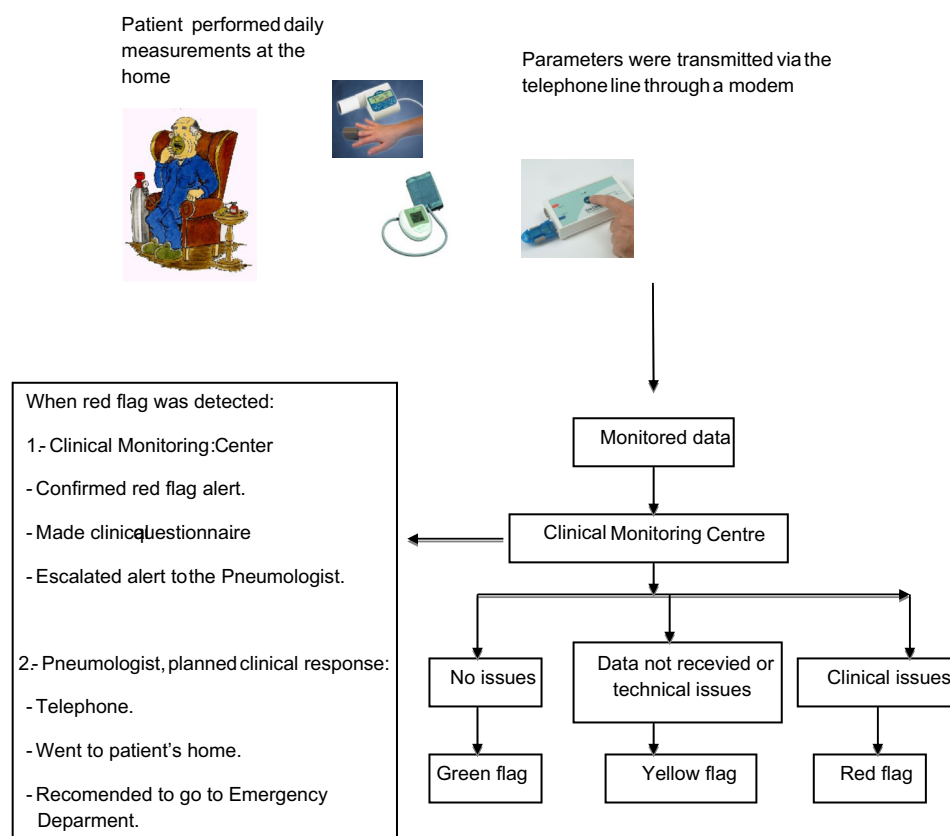 Patient performed daily
measurements at the
home
Parameters were transmitted via the
telephone line through a modem
Monitored data
Clinical Monitoring Centre
No issues
Data not recevied or
technical issues
Clinical issues
Green flag
Yellow flag
Red flag
When red flag was detected:
1.- Clinical Monitoring:Center
- Confirmed red flag alert.
- Made clinical questionnaire
- Escalated alert to the Pneumologist.
2.- Pneumologist, planned clinical response:
- Telephone.
- Went to patient's home.
- Recomended to go to Emergency
Deparment.